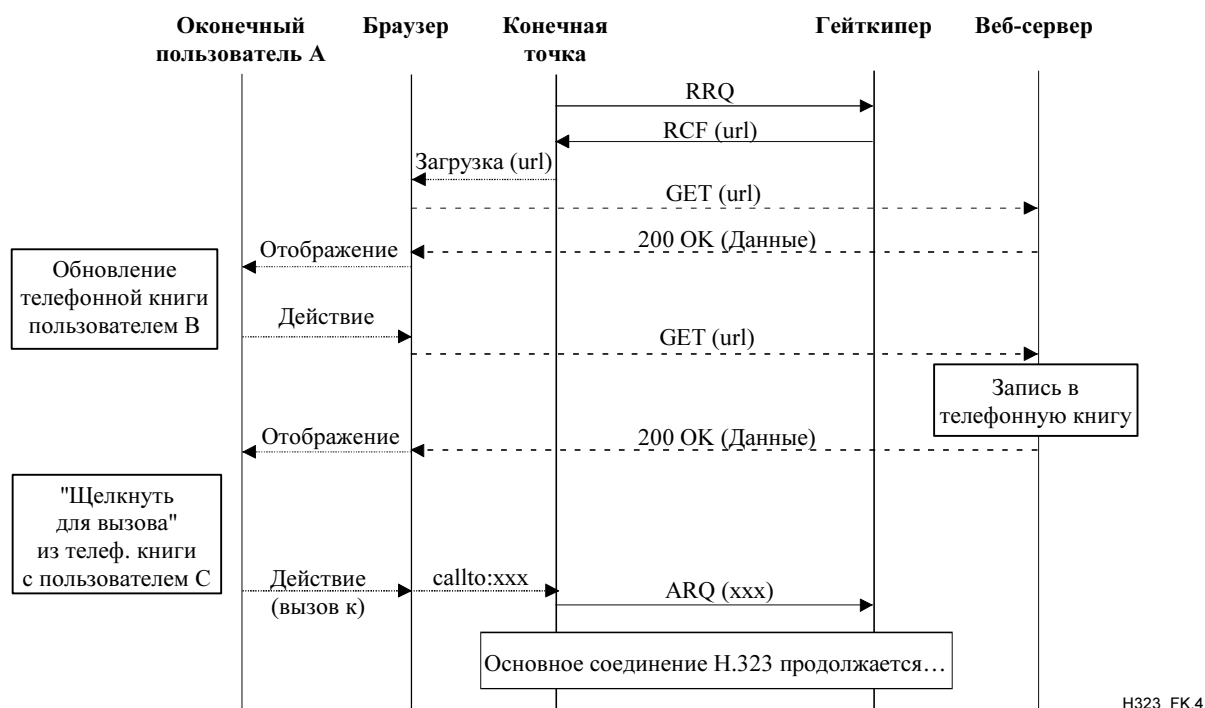 Оконечный
пользователь А
Браузер
Конечная
точка
Гейткипер
Веб-сервер
RRQ
RCF (url)
Загрузка (url)
GET (url)
200 OK (Данные)
Отображение
Обновление
телефонной книги
пользователем В
Действие
GET (url)
Запись в
телефонную книгу
200 OK (Данные)
Отображение
"Щелкнуть
для вызова"
из телеф. книги
с пользователем С
Действие
(вызов к)
callto:xxx
ARQ (xxx)
Основное соединение H.323 продолжается…
H323_FK.4